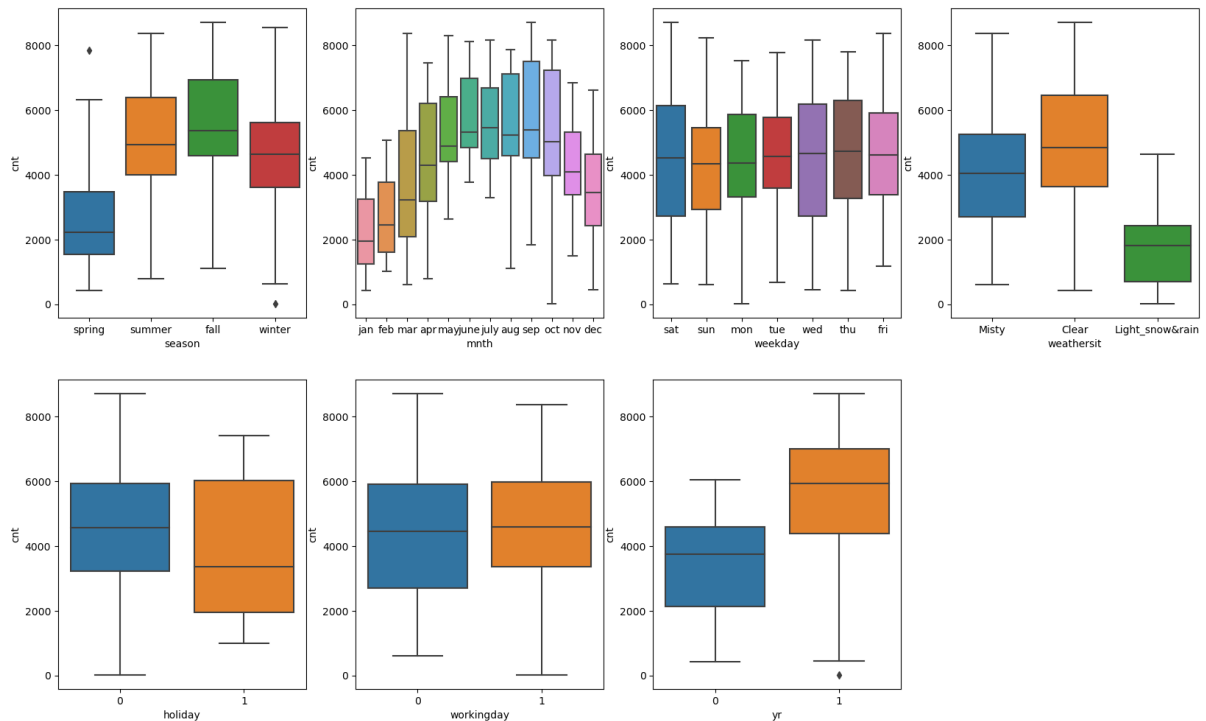 8000
6000
4000
2000
0
cnt
spring summer fall winter
season
8000
6000
4000
2000
0
cnt
jan feb mar apr may june july aug sep oct nov dec
mnth
8000
6000
4000
2000
0
cnt
sat sun mon tue wed thu fri
weekday
8000
6000
4000
2000
0
cnt
Misty Clear Light_snow&rain
weathersit
8000
6000
4000
2000
0
cnt
0 1
holiday
8000
6000
4000
2000
0
cnt
0 1
workingday
8000
6000
4000
2000
0
cnt
0 1
yr